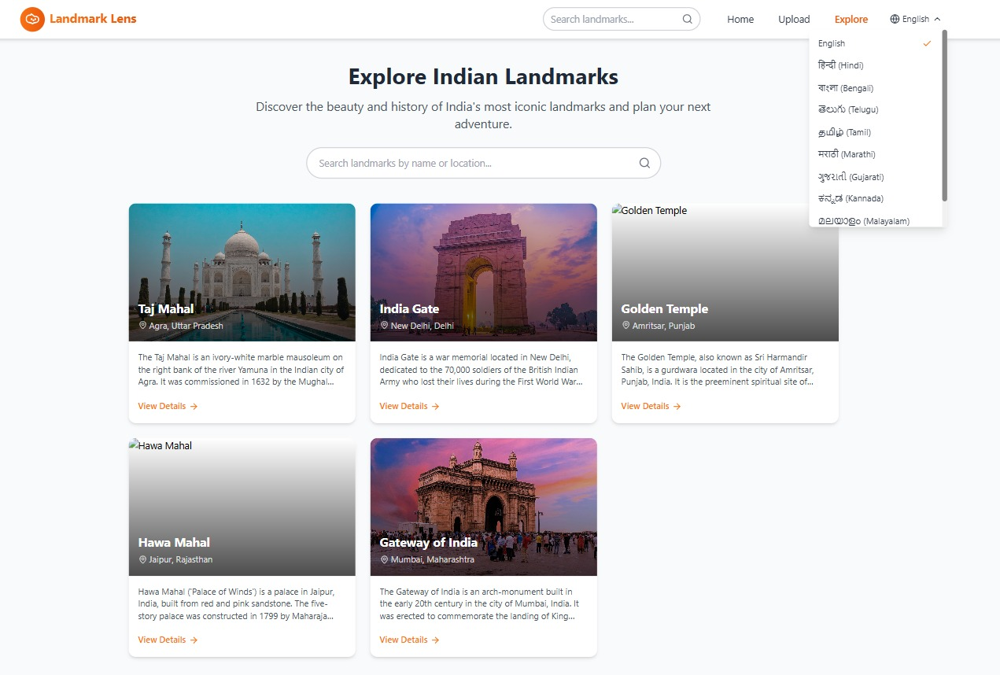 Landmark Lens
Search landmarks...
Home
Upload
Explore
English
English
हिन्दी (Hindi)
বাংলা (Bengali)
తెలుగు (Telugu)
தமிழ் (Tamil)
मराठी (Marathi)
ગુજરાતી (Gujarati)
ಕನ್ನಡ (Kannada)
മലയാളം (Malayalam)
Explore Indian Landmarks
Discover the beauty and history of India's most iconic landmarks and plan your next
adventure.
Search landmarks by name or location...
Taj Mahal
Agra, Uttar Pradesh
The Taj Mahal is an ivory-white marble mausoleum on
the right bank of the river Yamuna in the Indian city of
Agra. It was commissioned in 1632 by the Mughal...
View Details →
India Gate
New Delhi, Delhi
India Gate is a war memorial located in New Delhi,
dedicated to the 70,000 soldiers of the British Indian
Army who lost their lives during the First World War...
View Details →
Golden Temple
Golden Temple
Amritsar, Punjab
The Golden Temple, also known as Sri Harmandir
Sahib, is a gurdwara located in the city of Amritsar,
Punjab, India. It is the preeminent spiritual site of...
View Details →
Hawa Mahal
Hawa Mahal
Jaipur, Rajasthan
Hawa Mahal ('Palace of Winds') is a palace in Jaipur,
India, built from red and pink sandstone. The five-
story palace was constructed in 1799 by Maharaja...
View Details →
Gateway of India
Mumbai, Maharashtra
The Gateway of India is an arch-monument built in
the early 20th century in the city of Mumbai, India. It
was erected to commemorate the landing of King...
View Details →